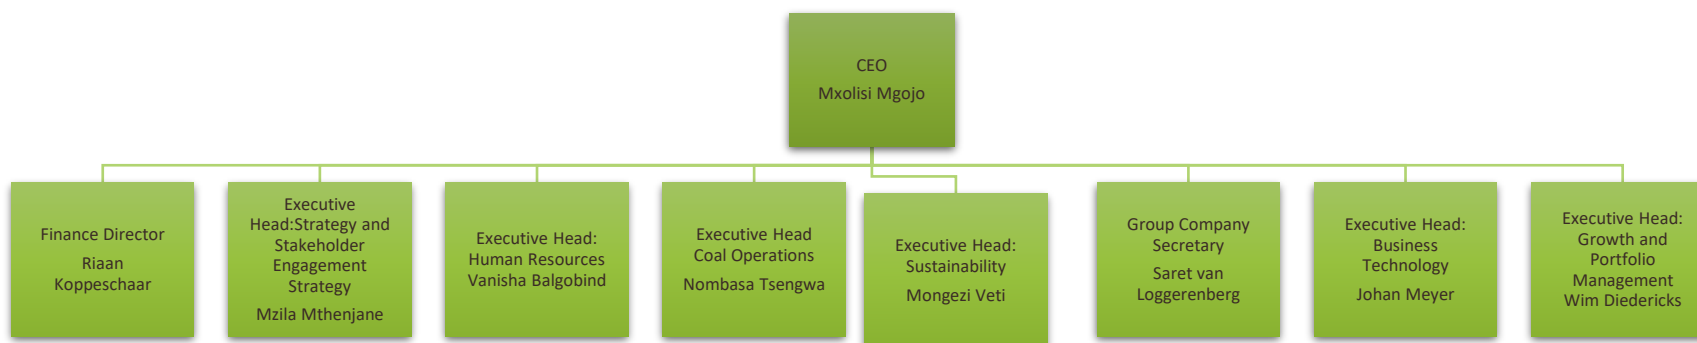 CEO
Mxolisi Mgojo
Finance Director
Riaan
Koppeschaar
Executive
Head:Strategy and
Stakeholder
Engagement
Strategy
Mzila Mthenjane
Executive Head:
Human Resources
Vanisha Balgobind
Executive Head
Coal Operations
Nombasa Tsengwa
Executive Head:
Sustainability
Mongezi Veti
Group Company
Secretary
Saret van
Loggerenberg
Executive Head:
Business
Technology
Johan Meyer
Executive Head:
Growth and
Portfolio
Management
Wim Diedericks